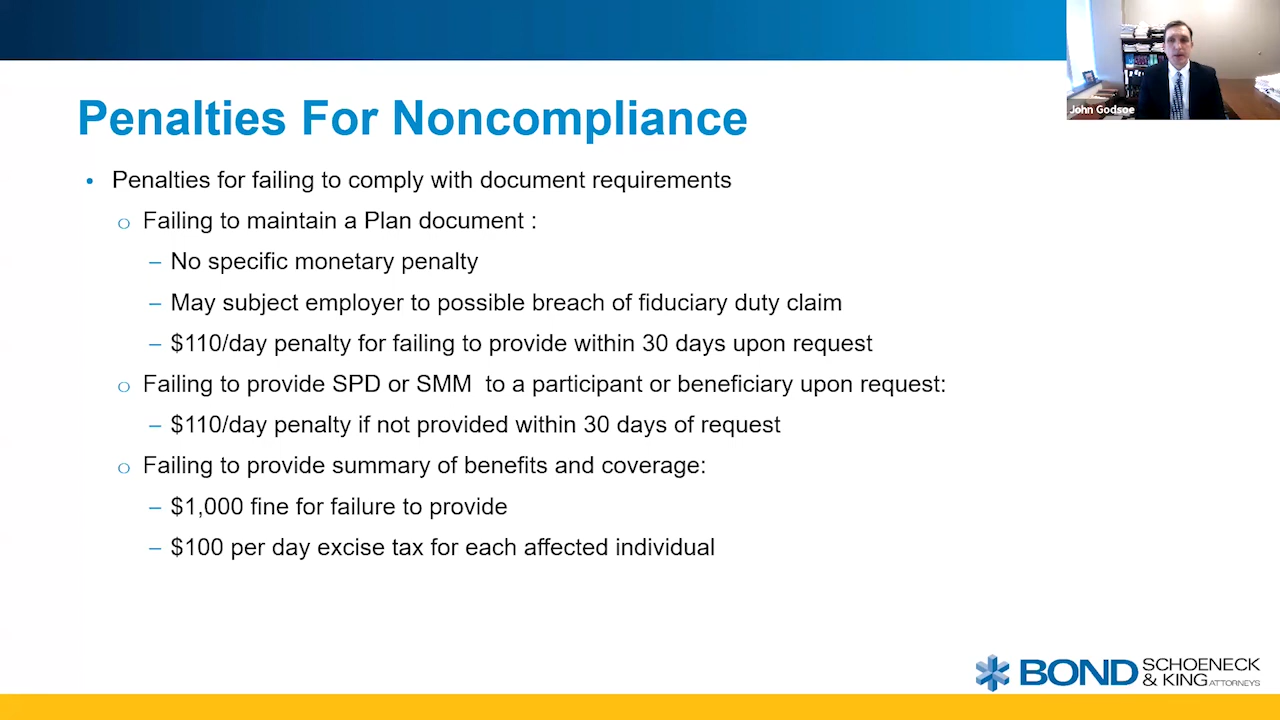 John Godsoe
Penalties For Noncompliance
• Penalties for failing to comply with document requirements
o Failing to maintain a Plan document :
– No specific monetary penalty
– May subject employer to possible breach of fiduciary duty claim
– $110/day penalty for failing to provide within 30 days upon request
o Failing to provide SPD or SMM to a participant or beneficiary upon request:
– $110/day penalty if not provided within 30 days of request
o Failing to provide summary of benefits and coverage:
– $1,000 fine for failure to provide
– $100 per day excise tax for each affected individual
BOND SCHOENECK
& KING ATTORNEYS